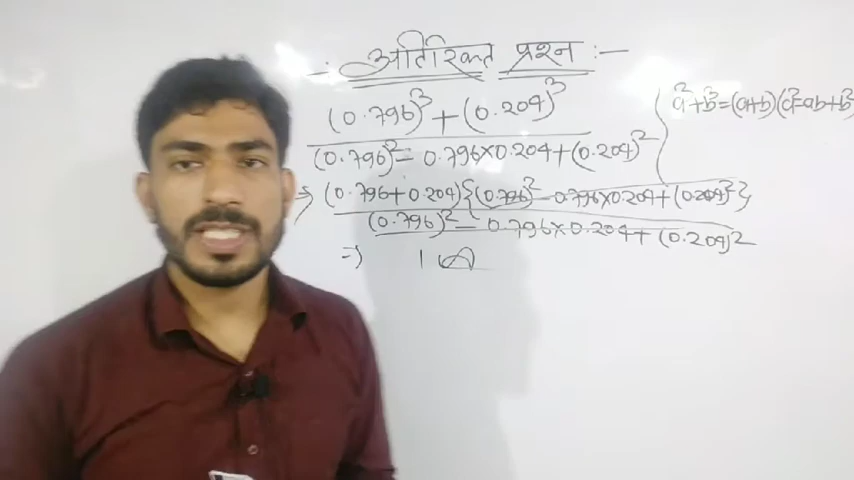 -: अतिरिक्त प्रश्न :-
(0.796)³ + (0.204)³
(0.796)² - 0.796×0.204+(0.204)²
a³+b³=(a+b)(a²-ab+b²
⇒ (0.796+0.204){(0.796)² - 0.796×0.204+(0.204)²}
(0.796)² - 0.796×0.204+(0.204)²
⇒ 1